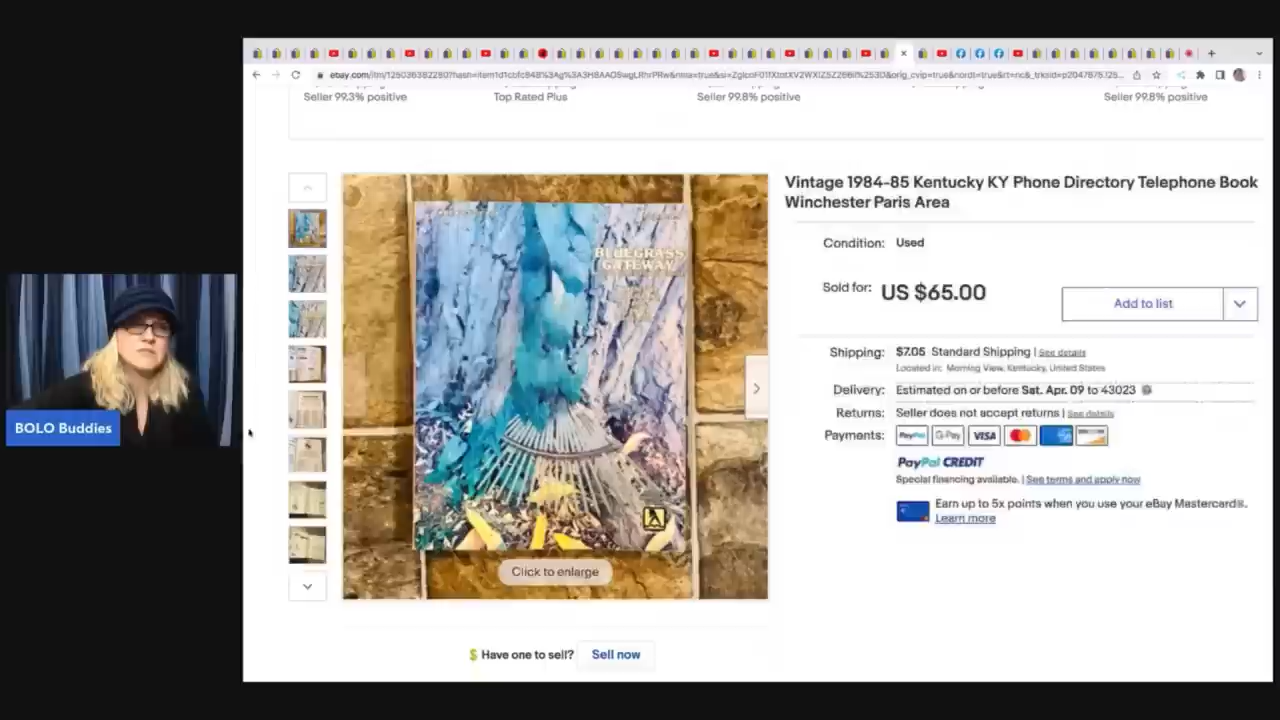 Seller 99.3% positive
Top Rated Plus
Seller 99.8% positive
Seller 99.8% positive
BLUEGRASS
GATEWAY
Click to enlarge
Have one to sell? Sell now
Vintage 1984-85 Kentucky KY Phone Directory Telephone Book
Winchester Paris Area
Condition: Used
Sold for: US $65.00
Add to list
Shipping: $7.05 Standard Shipping | See details
Located in: Morning View, Kentucky, United States
Delivery: Estimated on or before Sat. Apr. 09 to 43023
Returns: Seller does not accept returns | See details
Payments: PayPal G Pay VISA
PayPal CREDIT
Special financing available. | See terms and apply now
Earn up to 5x points when you use your eBay Mastercard®.
Learn more
BOLO Buddies